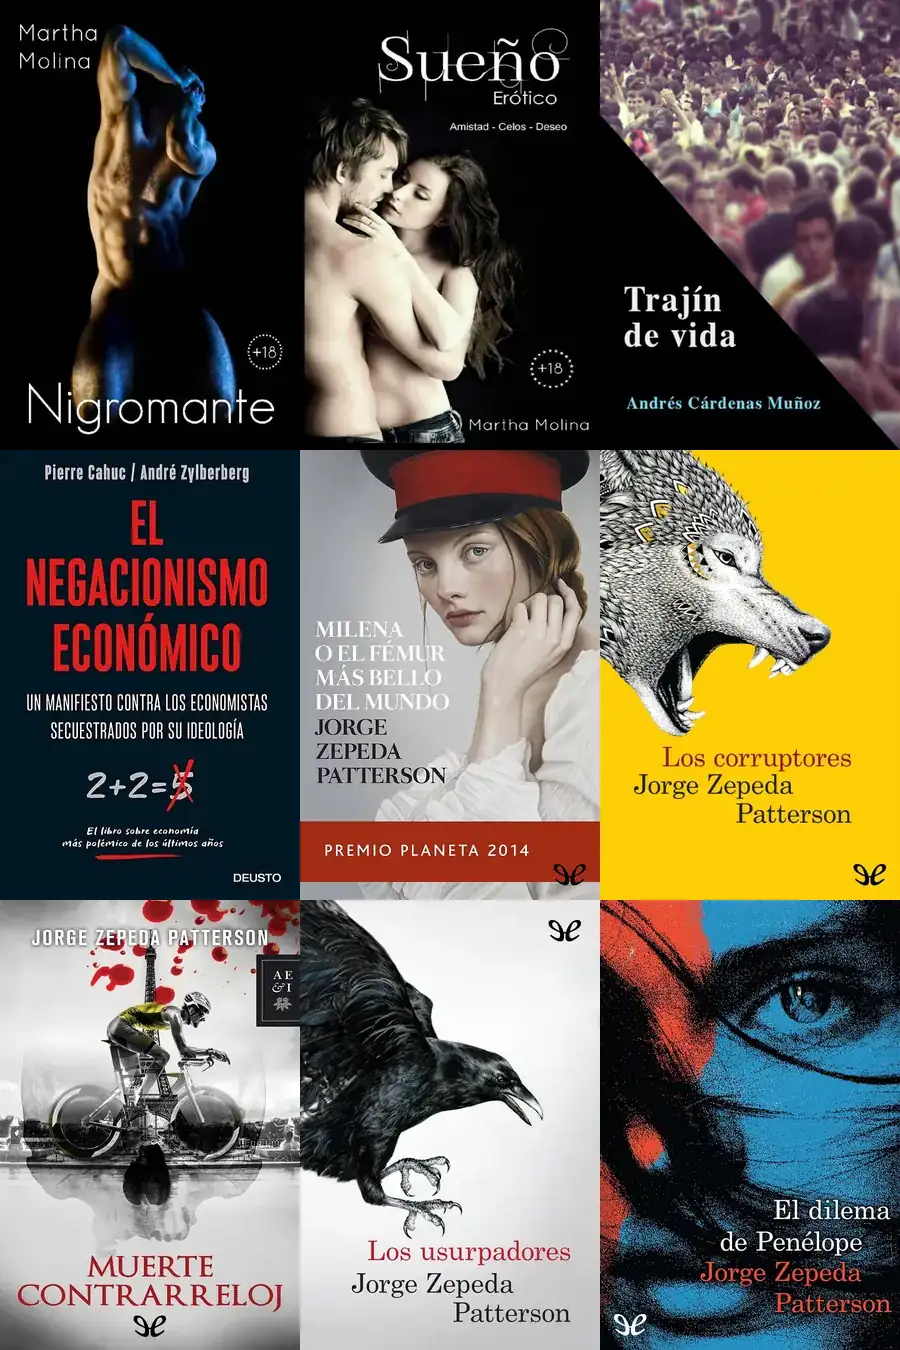 Martha
Molina
+18
Nigromante
Sueño
Erótico
Amistad - Celos - Deseo
+18
Martha Molina
Trajín
de vida
Andrés Cárdenas Muñoz
Pierre Cahuc / André Zylberberg
EL
NEGACIONISMO
ECONÓMICO
UN MANIFIESTO CONTRA LOS ECONOMISTAS
SECUESTRADOS POR SU IDEOLOGÍA
2+2=5
El libro sobre economía
más polémico de los últimos años
DEUSTO
MILENA
O EL FÉMUR
MÁS BELLO
DEL MUNDO
JORGE
ZEPEDA
PATTERSON
PREMIO PLANETA 2014
Los corruptores
Jorge Zepeda
Patterson
JORGE ZEPEDA PATTERSON
AE
&I
MUERTE
CONTRARRELOJ
Los usurpadores
Jorge Zepeda
Patterson
El dilema
de Penélope
Jorge Zepeda
Patterson